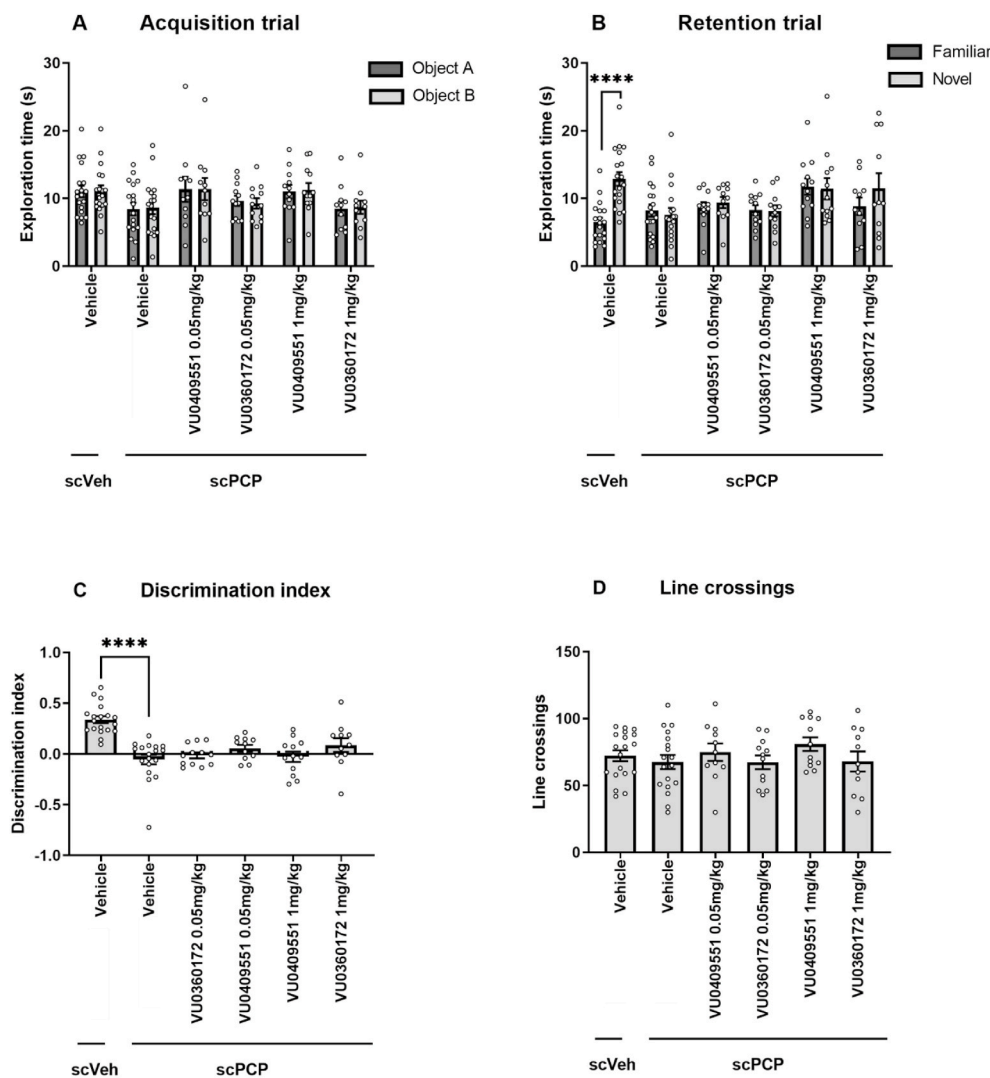 A Acquisition trial
Object A
Object B
Exploration time (s)
30
20
10
0
Vehicle
Vehicle
VU0409551 0.05mg/kg
VU0360172 0.05mg/kg
VU0409551 1mg/kg
VU0360172 1mg/kg
scVeh
scPCP
B Retention trial
Familiar
Novel
****
Exploration time (s)
30
20
10
0
Vehicle
Vehicle
VU0409551 0.05mg/kg
VU0360172 0.05mg/kg
VU0409551 1mg/kg
VU0360172 1mg/kg
scVeh
scPCP
C Discrimination index
****
Discrimination index
1.0
0.5
0.0
-0.5
-1.0
Vehicle
Vehicle
VU0360172 0.05mg/kg
VU0409551 0.05mg/kg
VU0409551 1mg/kg
VU0360172 1mg/kg
scVeh
scPCP
D Line crossings
Line crossings
150
100
50
0
Vehicle
Vehicle
VU0409551 0.05mg/kg
VU0360172 0.05mg/kg
VU0409551 1mg/kg
VU0360172 1mg/kg
scVeh
scPCP